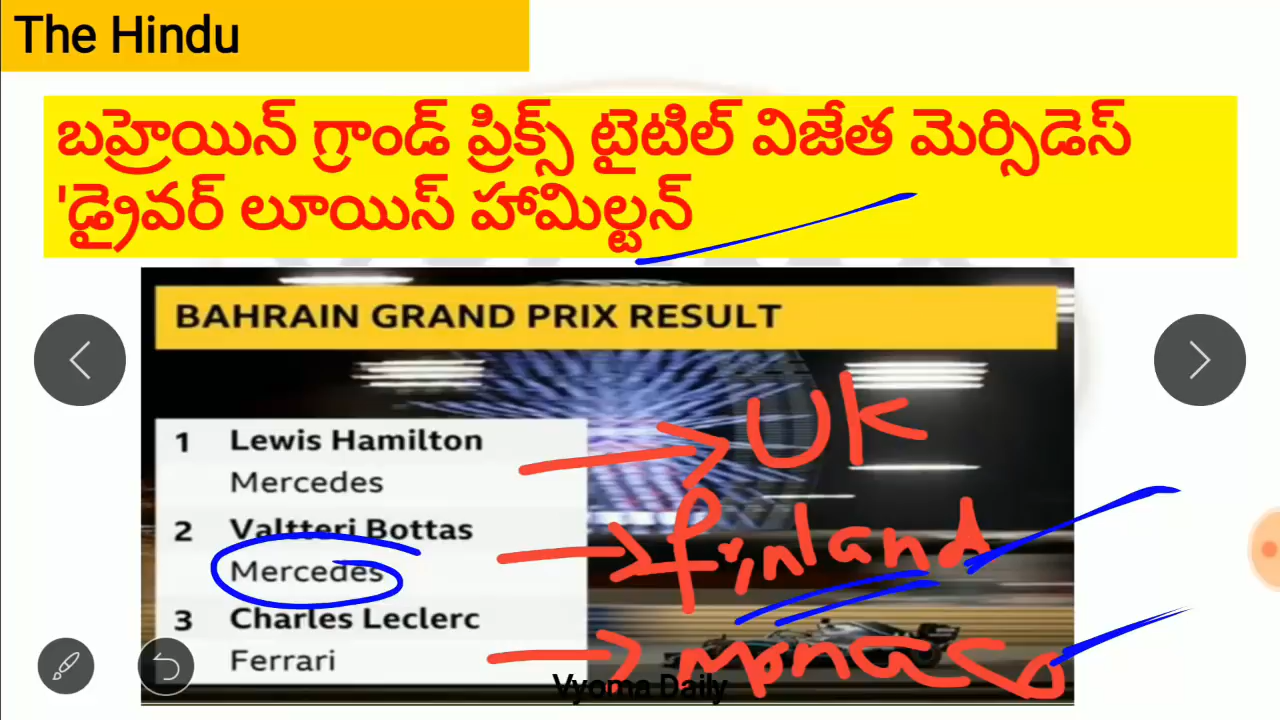 The Hindu
బహ్రెయిన్ గ్రాండ్ ప్రిక్స్ టైటిల్ విజేత మెర్సిడెస్
'డ్రైవర్ లూయిస్ హామిల్టన్
BAHRAIN GRAND PRIX RESULT
1 Lewis Hamilton
Mercedes
UK
2 Valtteri Bottas
Mercedes
finland
3 Charles Leclerc
Ferrari
monaco
Vyoma Daily